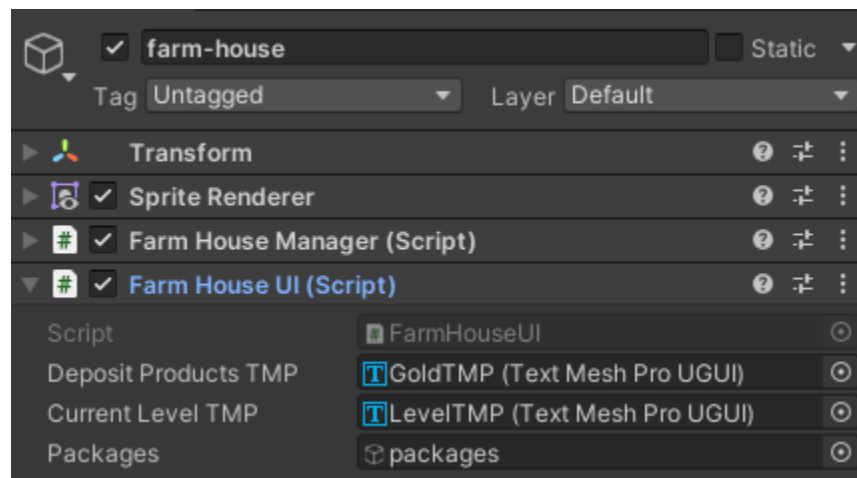 farm-house Static
Tag Untagged Layer Default
Transform
Sprite Renderer
# Farm House Manager (Script)
# Farm House UI (Script)
Script # FarmHouseUI
Deposit Products TMP T GoldTMP (Text Mesh Pro UGUI)
Current Level TMP T LevelTMP (Text Mesh Pro UGUI)
Packages packages